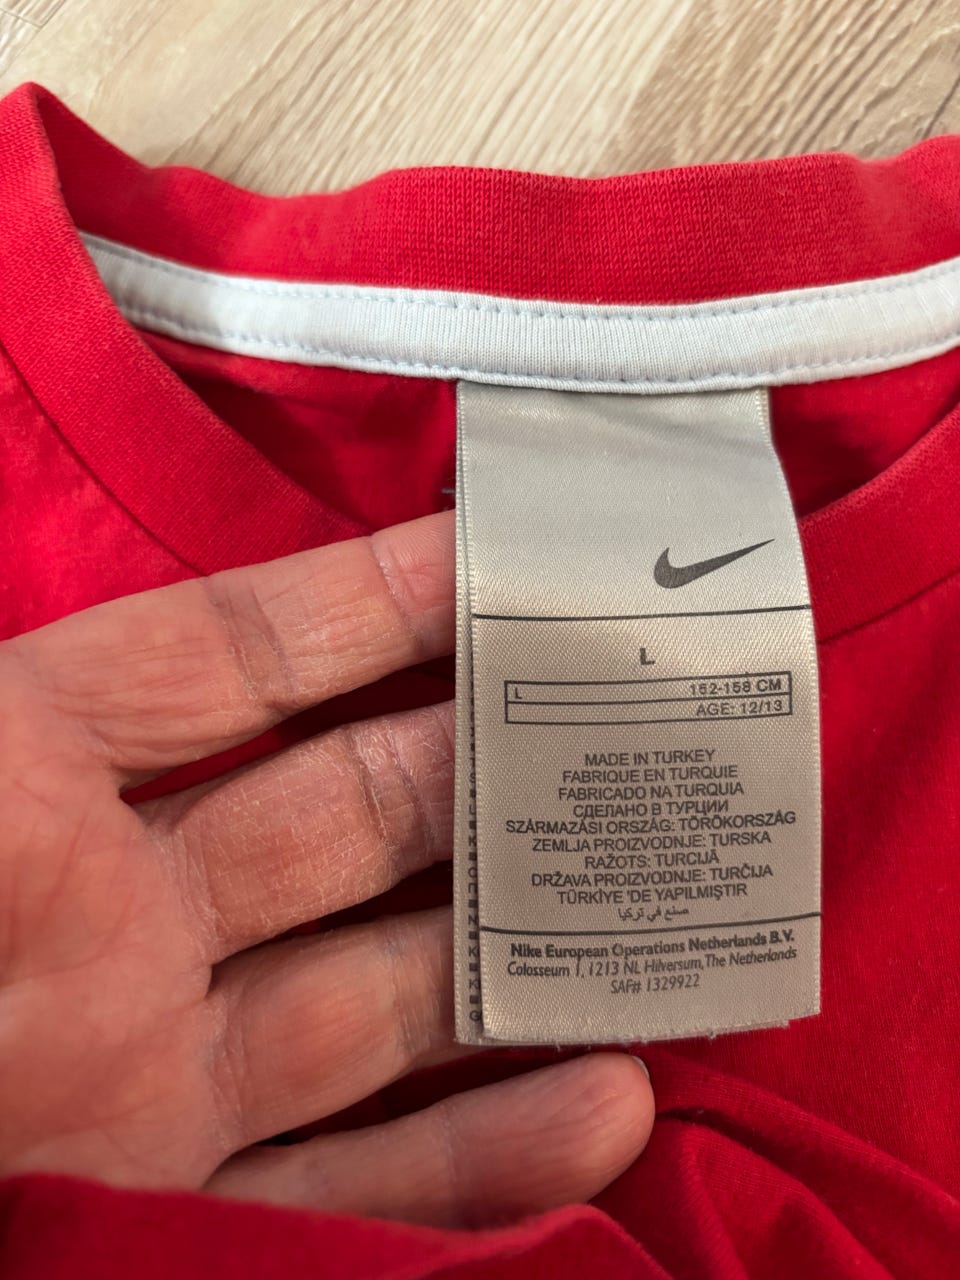 L
L 152-158 CM
AGE: 12/13
MADE IN TURKEY
FABRIQUE EN TURQUIE
FABRICADO NA TURQUIA
СДЕЛАНО В ТУРЦИИ
SZÁRMAZÁSI ORSZÁG: TÖRÖKORSZÁG
ZEMLJA PROIZVODNJE: TURSKA
RAŽOTS: TURCIJĀ
DRŽAVA PROIZVODNJE: TURČIJA
TÜRKİYE 'DE YAPILMIŞTIR
صنع في تركيا
Nike European Operations Netherlands B.V.
Colosseum 1, 1213 NL Hilversum, The Netherlands
SAF# 1329922